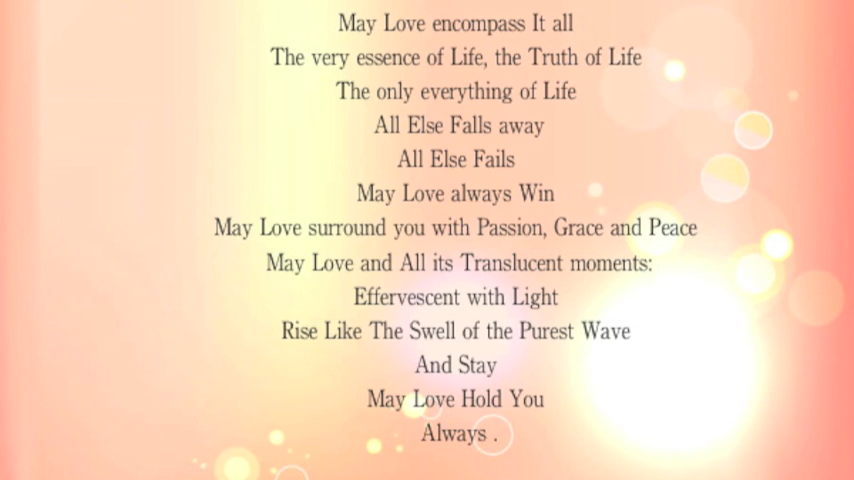 May Love encompass It all
The very essence of Life, the Truth of Life
The only everything of Life
All Else Falls away
All Else Fails
May Love always Win
May Love surround you with Passion, Grace and Peace
May Love and All its Translucent moments:
Effervescent with Light
Rise Like The Swell of the Purest Wave
And Stay
May Love Hold You
Always .